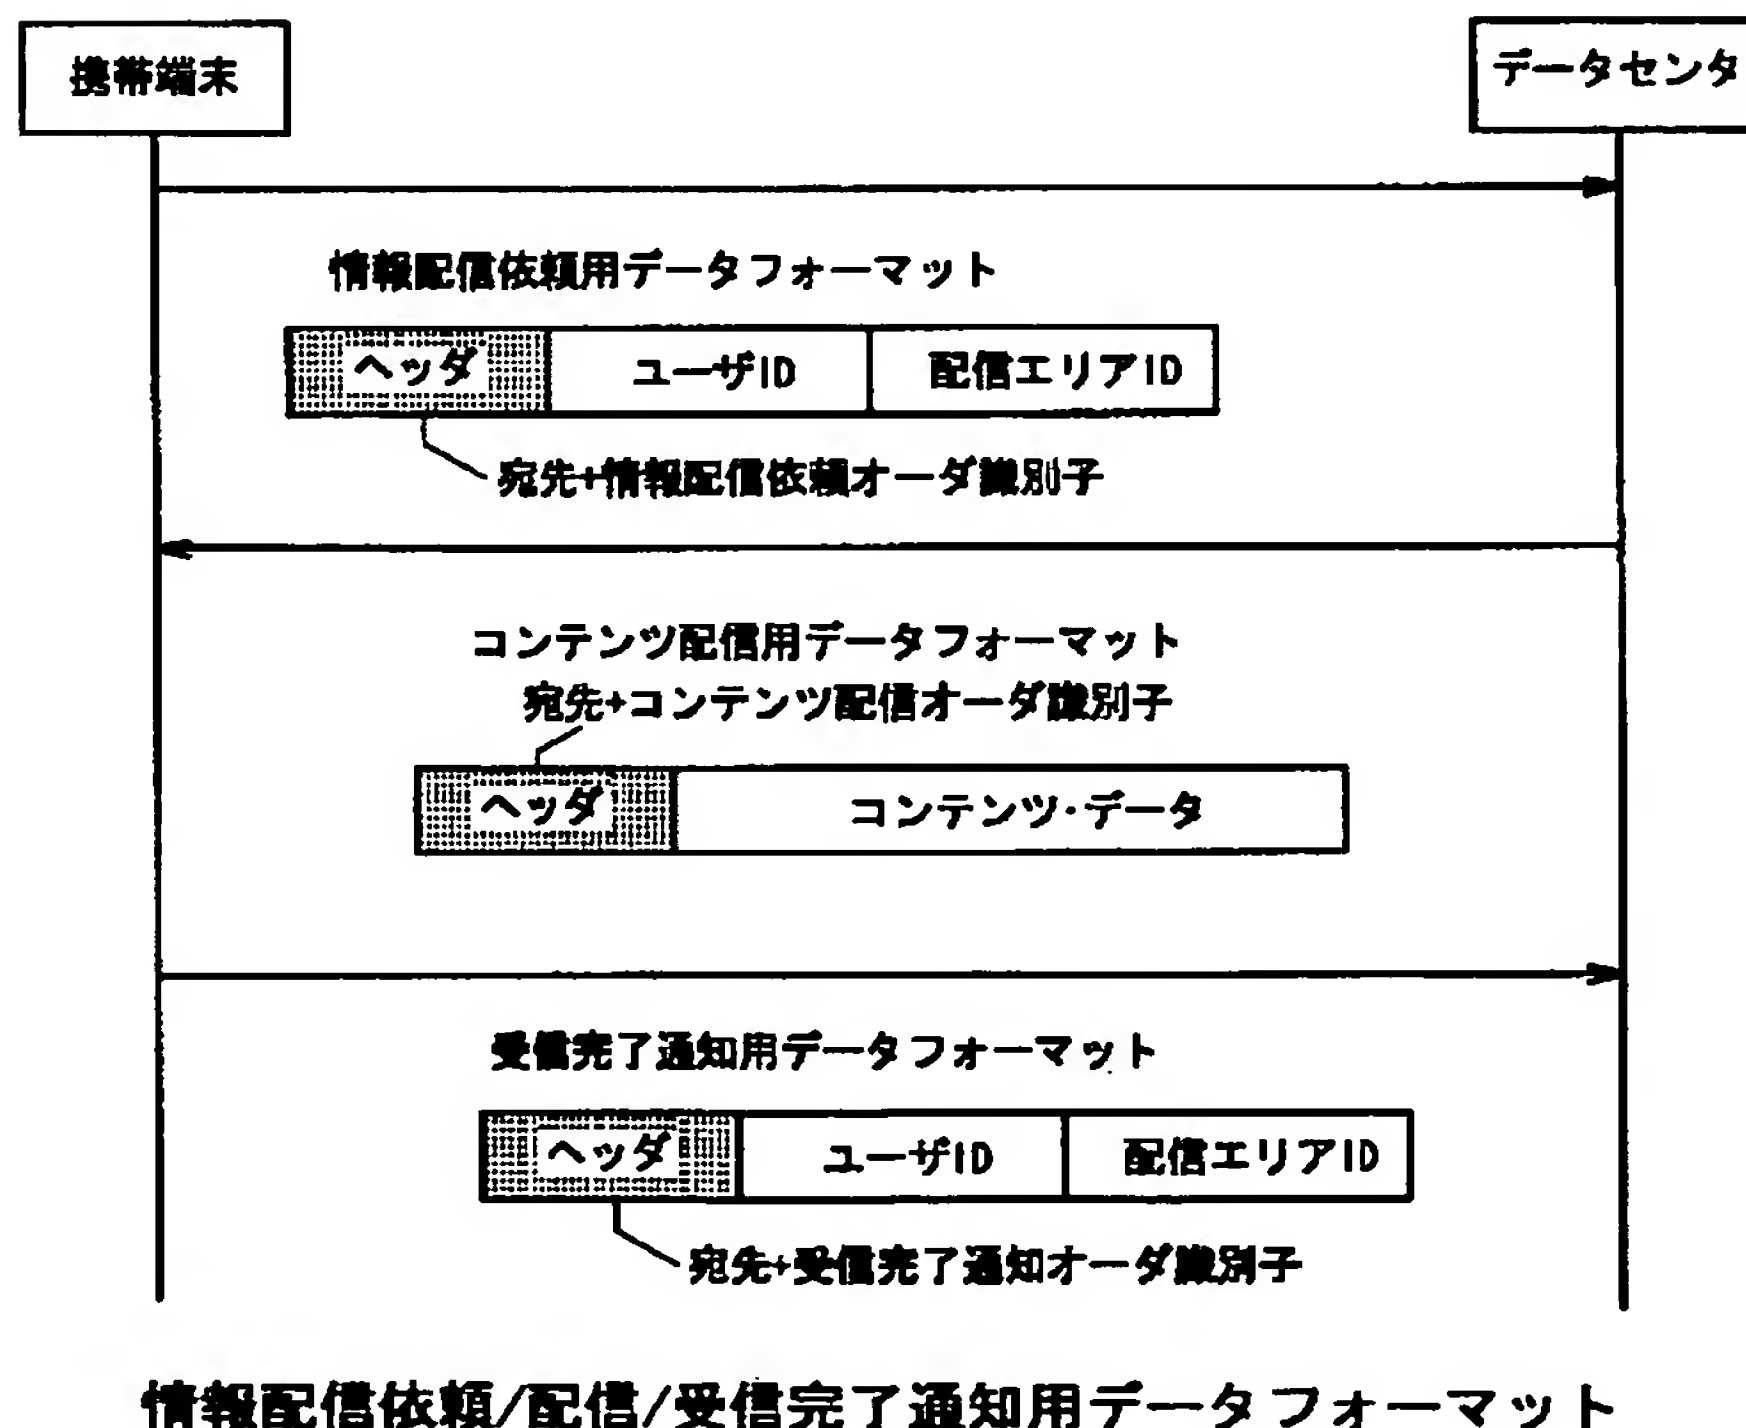 携帯端末
データセンタ
情報配信依頼用データフォーマット
ヘッダ ユーザID 配信エリアID
宛先+情報配信依頼オーダ識別子
コンテンツ配信用データフォーマット
宛先+コンテンツ配信オーダ識別子
ヘッダ コンテンツ・データ
受信完了通知用データフォーマット
ヘッダ ユーザID 配信エリアID
宛先+受信完了通知オーダ識別子
情報配信依頼/配信/受信完了通知用データフォーマット